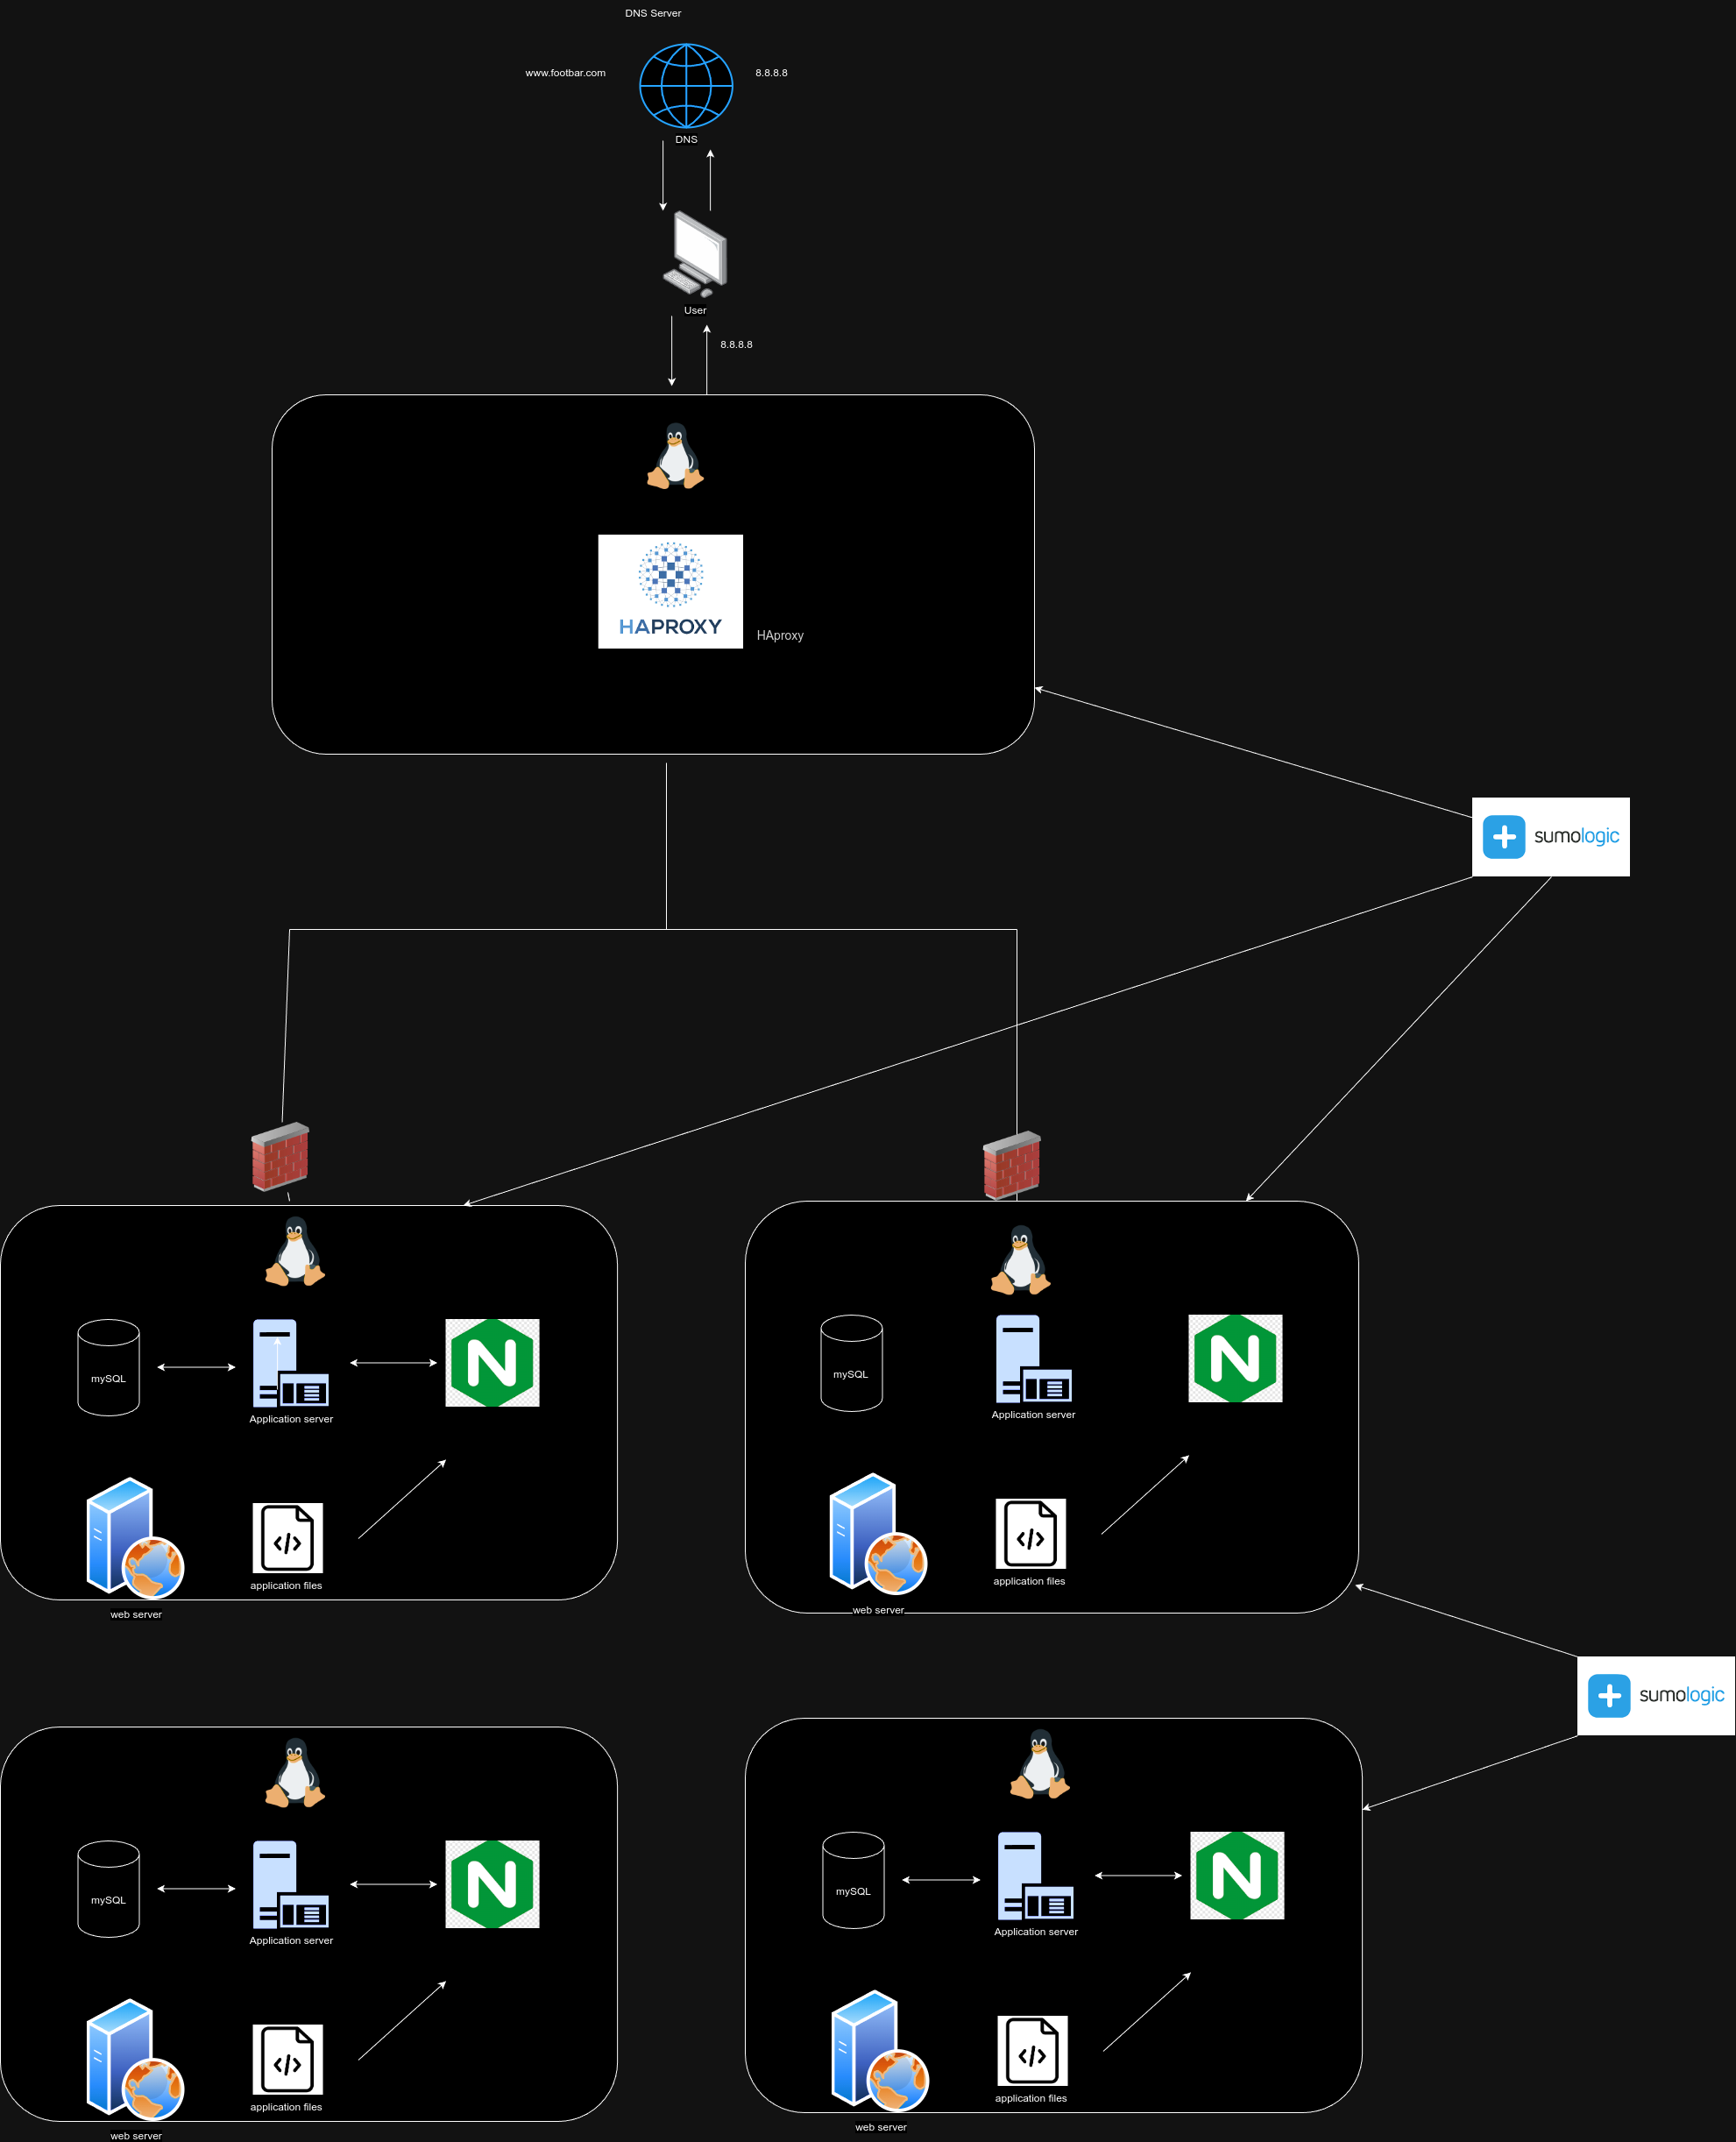 DNS Server
www.footbar.com
8.8.8.8
DNS
User
8.8.8.8
HAPROXY
HAproxy
sumologic
mySQL
Application server
N
application files
web server
mySQL
Application server
N
application files
web server
sumologic
mySQL
Application server
N
application files
web server
mySQL
Application server
N
application files
web server